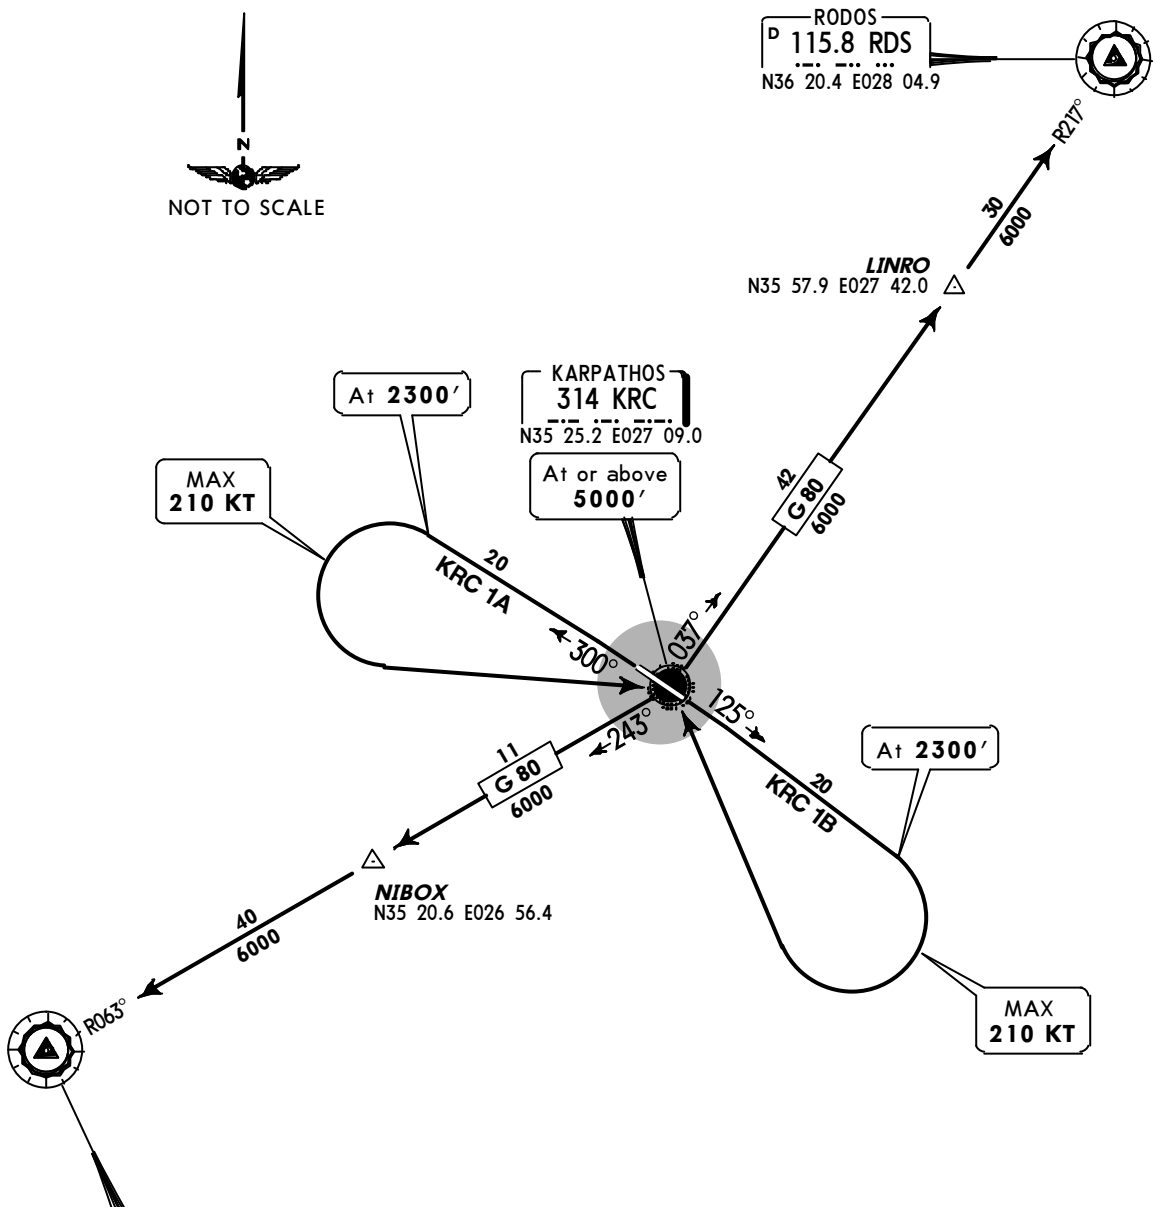 RODOS
D 115.8 RDS
N36 20.4 E028 04.9
R217°
N
NOT TO SCALE
30
6000
LINRO
N35 57.9 E027 42.0
KARPATHOS
314 KRC
N35 25.2 E027 09.0
At 2300'
At or above
5000'
MAX
210 KT
42
G 80
6000
20
KRC 1A
037°
300°
125°
243°
At 2300'
11
G 80
6000
20
KRC 1B
NIBOX
N35 20.6 E026 56.4
40
6000
R063°
MAX
210 KT